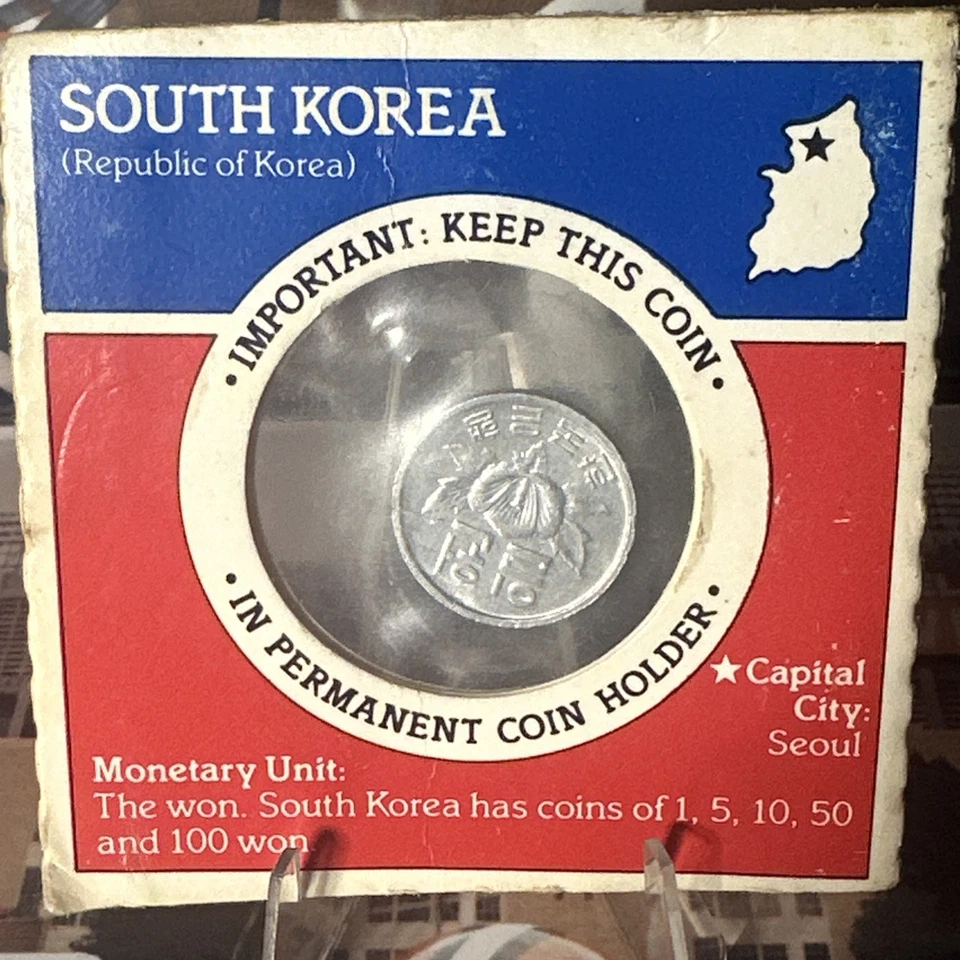 SOUTH KOREA
(Republic of Korea)
• IMPORTANT: KEEP THIS COIN •
• IN PERMANENT COIN HOLDER •
★Capital
City:
Seoul
Monetary Unit:
The won. South Korea has coins of 1, 5, 10, 50
and 100 won